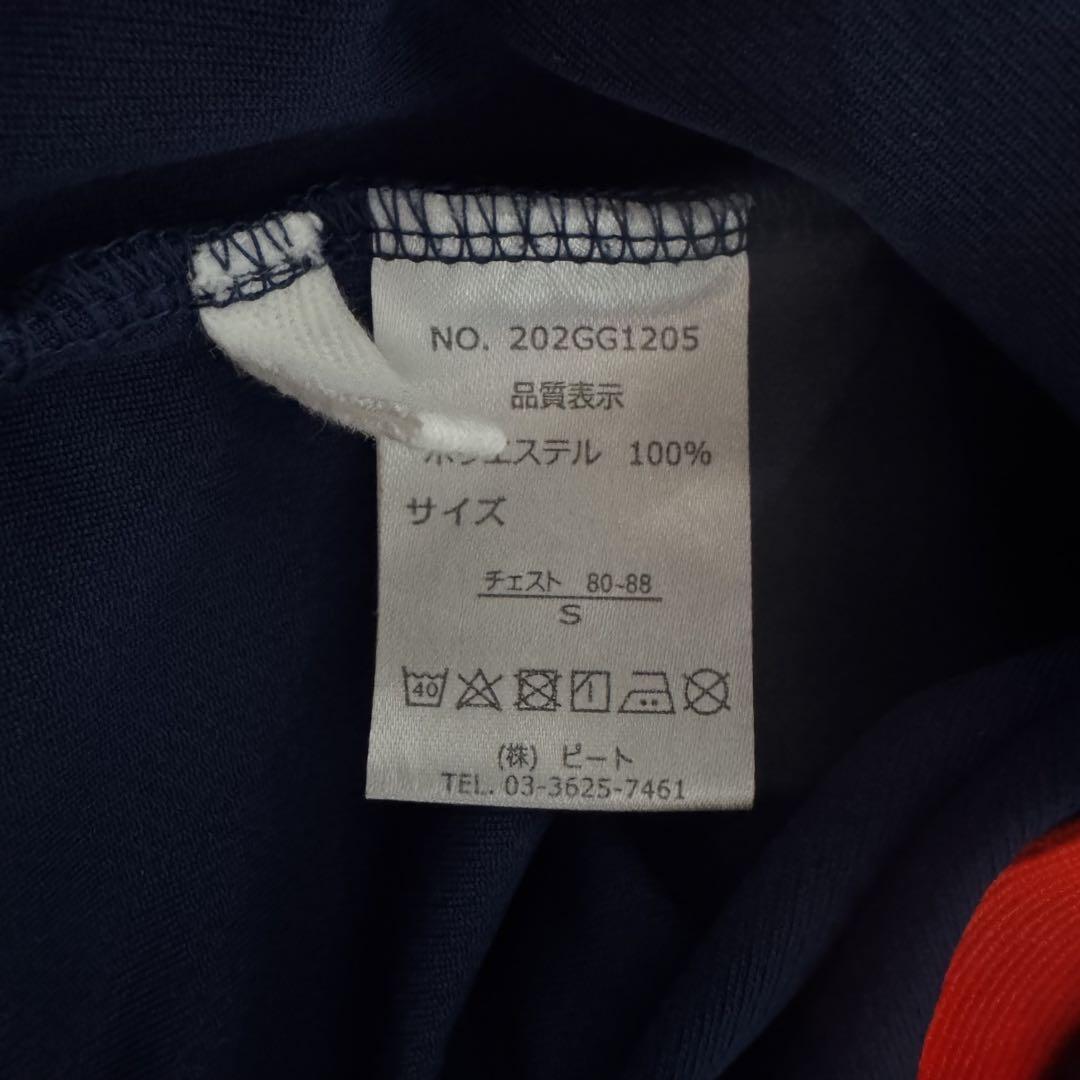 NO. 202GG1205
品質表示
ポリエステル 100%
サイズ
チェスト 80~88
S
40
(株) ピート
TEL. 03-3625-7461